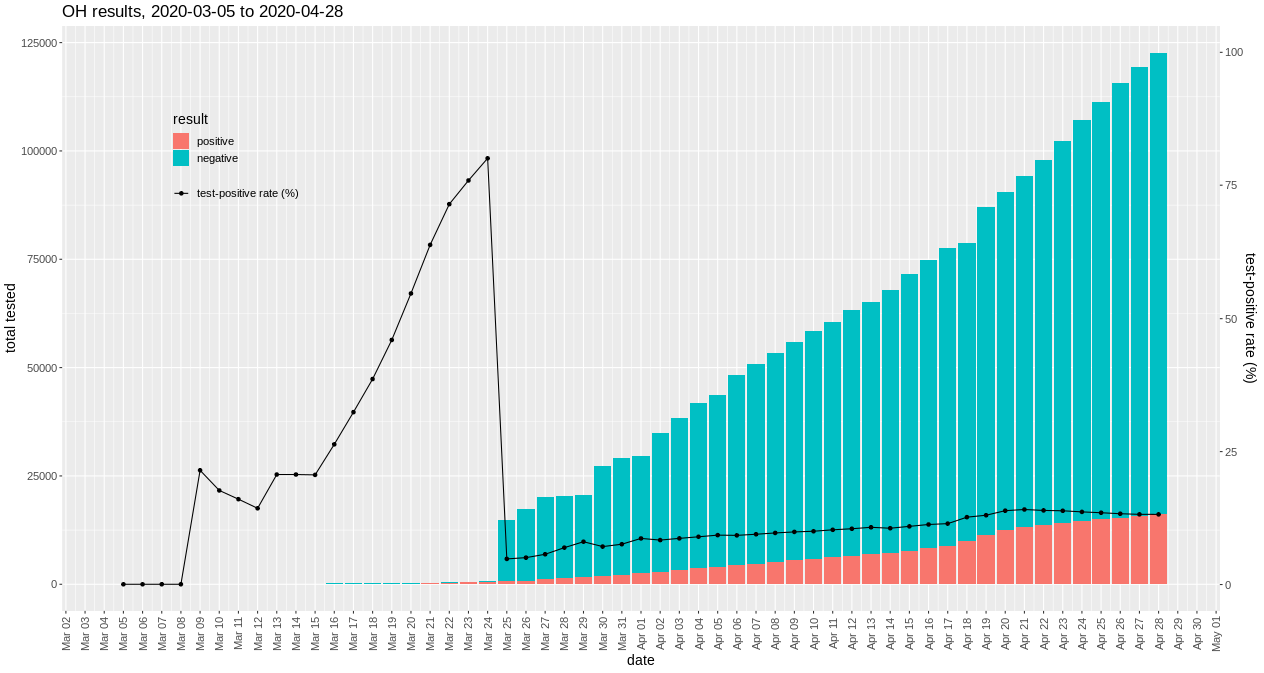 OH results, 2020-03-05 to 2020-04-28
125000
100000
75000
50000
25000
0
total tested
result
positive
negative
test-positive rate (%)
100
75
50
25
0
test-positive rate (%)
Mar 02
Mar 03
Mar 04
Mar 05
Mar 06
Mar 07
Mar 08
Mar 09
Mar 10
Mar 11
Mar 12
Mar 13
Mar 14
Mar 15
Mar 16
Mar 17
Mar 18
Mar 19
Mar 20
Mar 21
Mar 22
Mar 23
Mar 24
Mar 25
Mar 26
Mar 27
Mar 28
Mar 29
Mar 30
Mar 31
Apr 01
Apr 02
Apr 03
Apr 04
Apr 05
Apr 06
Apr 07
Apr 08
Apr 09
Apr 10
Apr 11
Apr 12
Apr 13
Apr 14
Apr 15
Apr 16
Apr 17
Apr 18
Apr 19
Apr 20
Apr 21
Apr 22
Apr 23
Apr 24
Apr 25
Apr 26
Apr 27
Apr 28
Apr 29
Apr 30
May 01
date